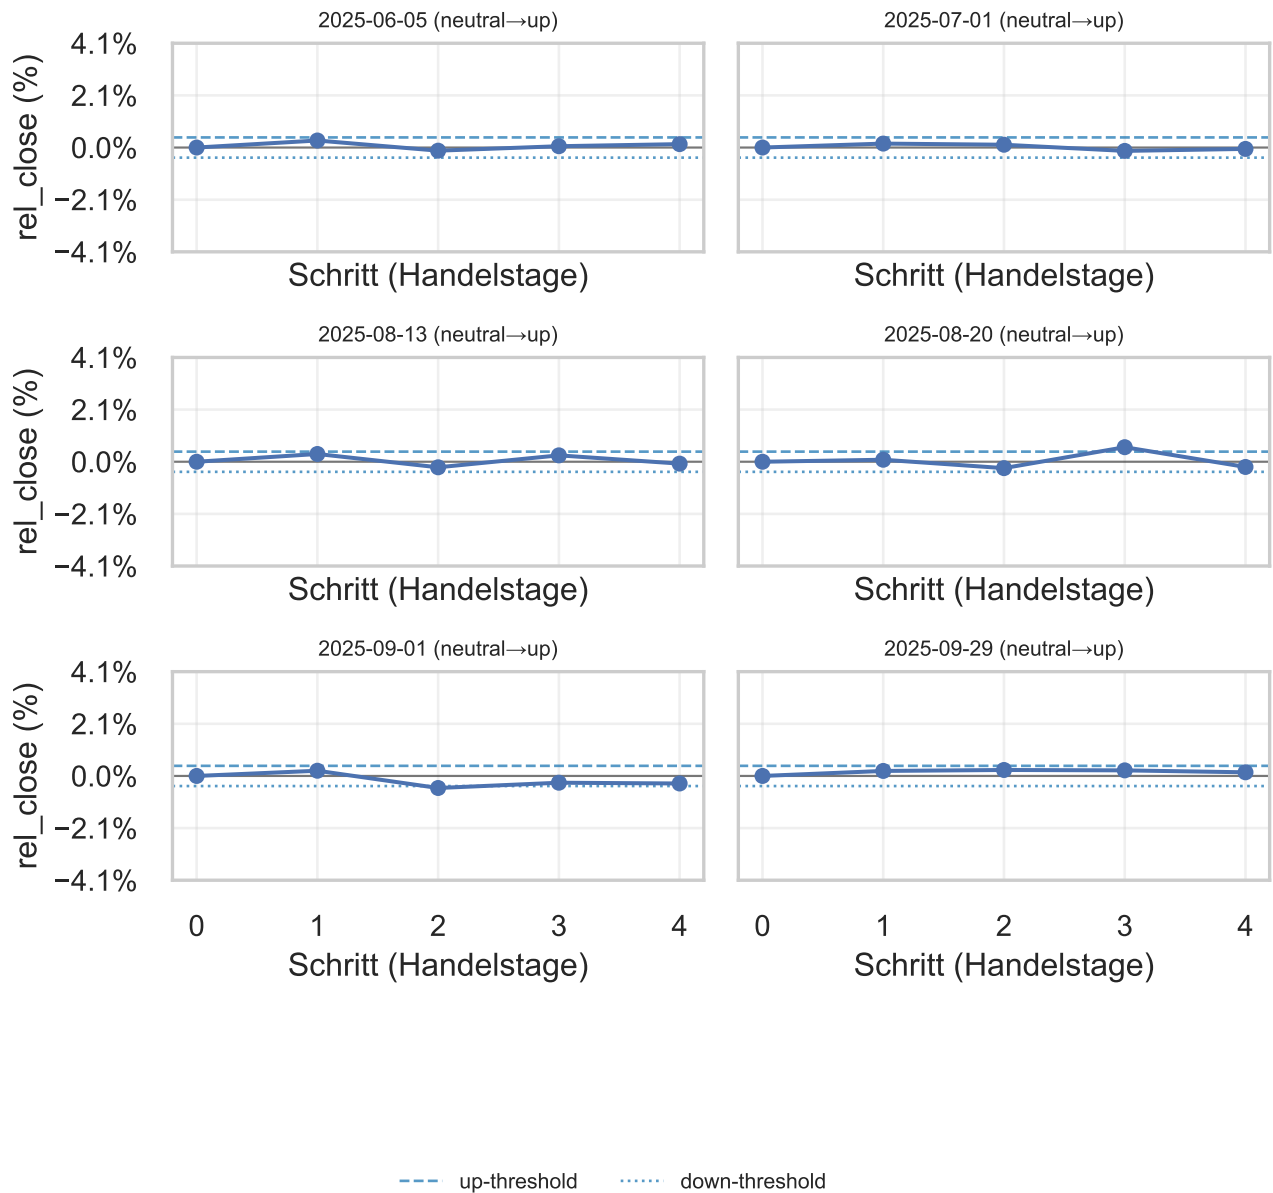 2025-06-05 (neutral→up)
2025-07-01 (neutral→up)
rel_close (%)
4.1%
2.1%
0.0%
−2.1%
−4.1%
Schritt (Handelstage)
Schritt (Handelstage)
2025-08-13 (neutral→up)
2025-08-20 (neutral→up)
rel_close (%)
4.1%
2.1%
0.0%
−2.1%
−4.1%
Schritt (Handelstage)
Schritt (Handelstage)
2025-09-01 (neutral→up)
2025-09-29 (neutral→up)
rel_close (%)
4.1%
2.1%
0.0%
−2.1%
−4.1%
0 1 2 3 4
0 1 2 3 4
Schritt (Handelstage)
Schritt (Handelstage)
up-threshold
down-threshold